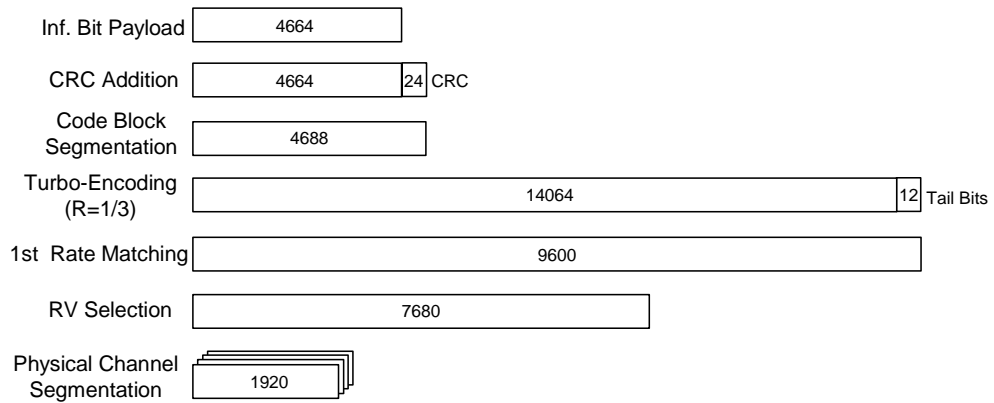 Inf. Bit Payload 4664
CRC Addition 4664 24 CRC
Code Block
Segmentation 4688
Turbo-Encoding
(R=1/3) 14064 12 Tail Bits
1st Rate Matching 9600
RV Selection 7680
Physical Channel
Segmentation 1920